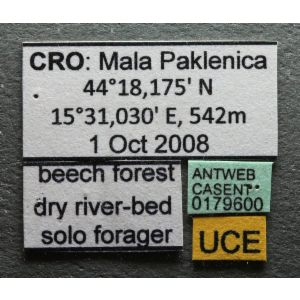 CRO: Mala Paklenica
44°18,175' N
15°31,030' E, 542m
1 Oct 2008
beech forest
dry river-bed
solo forager
ANTWEB
CASENT
0179600
UCE